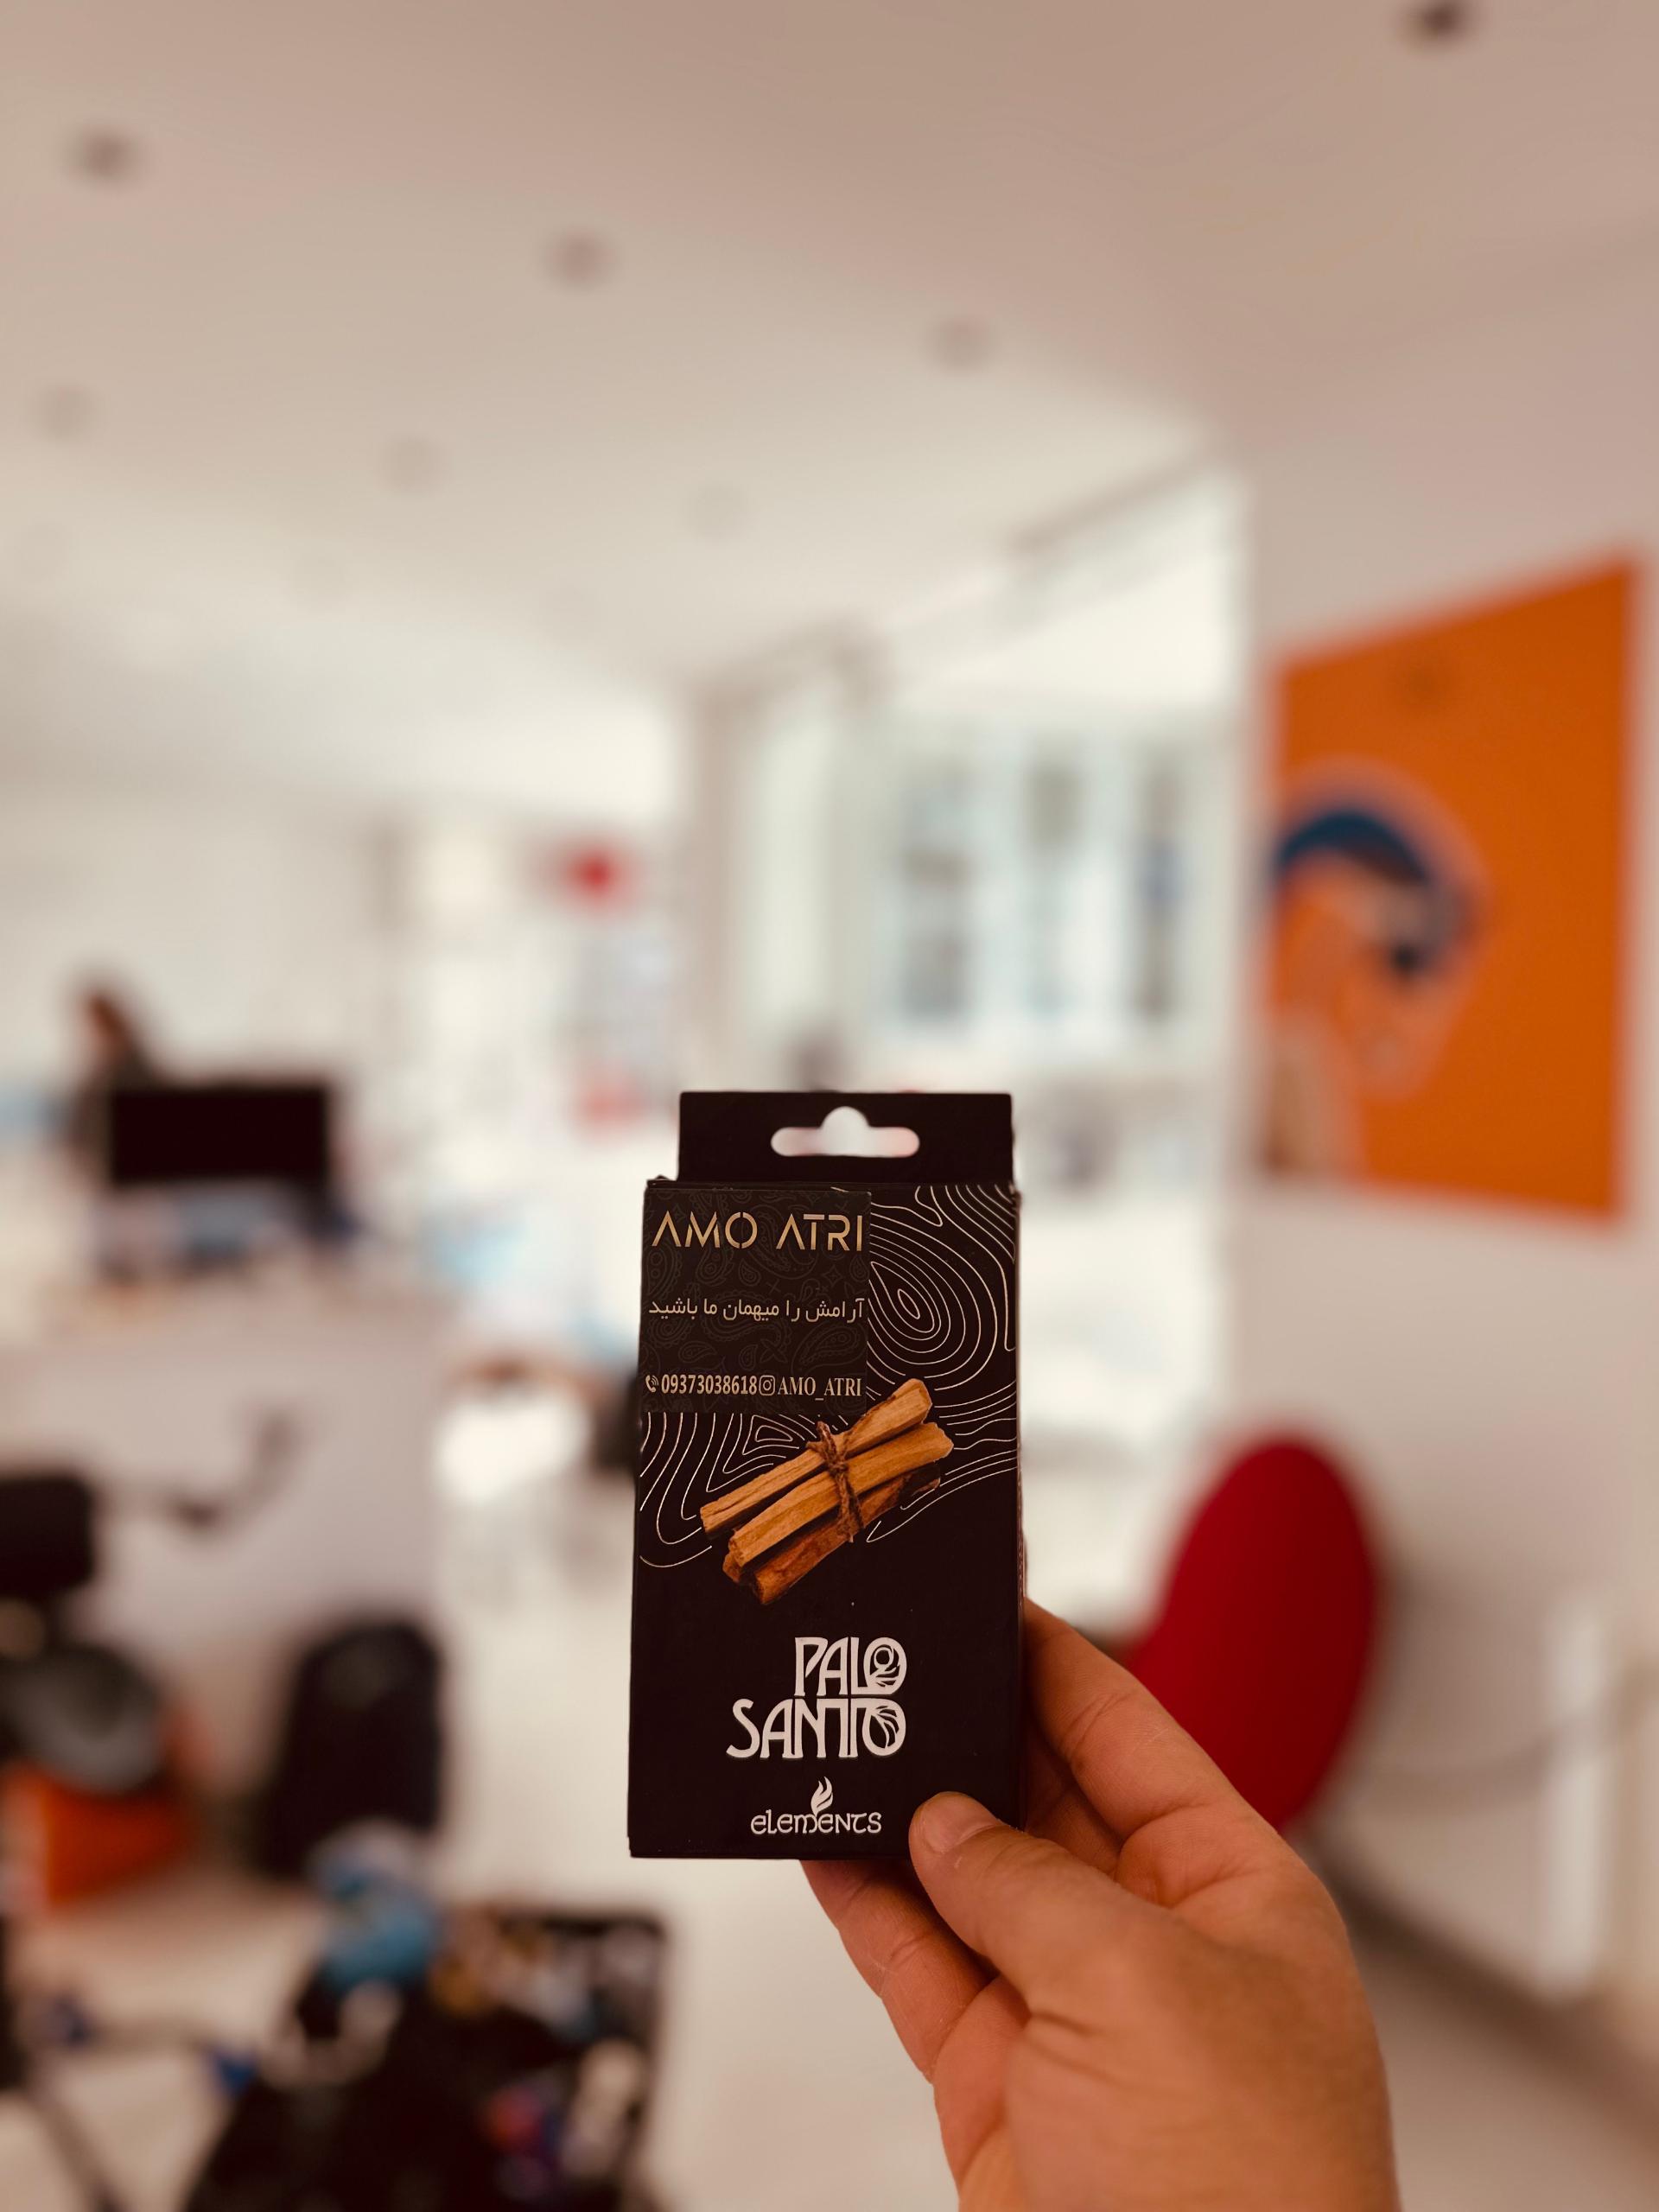 AMO ATRI
آرامش را میهمان ما باشید
09373038618 AMO_ATRI
PALO
SANTO
elements